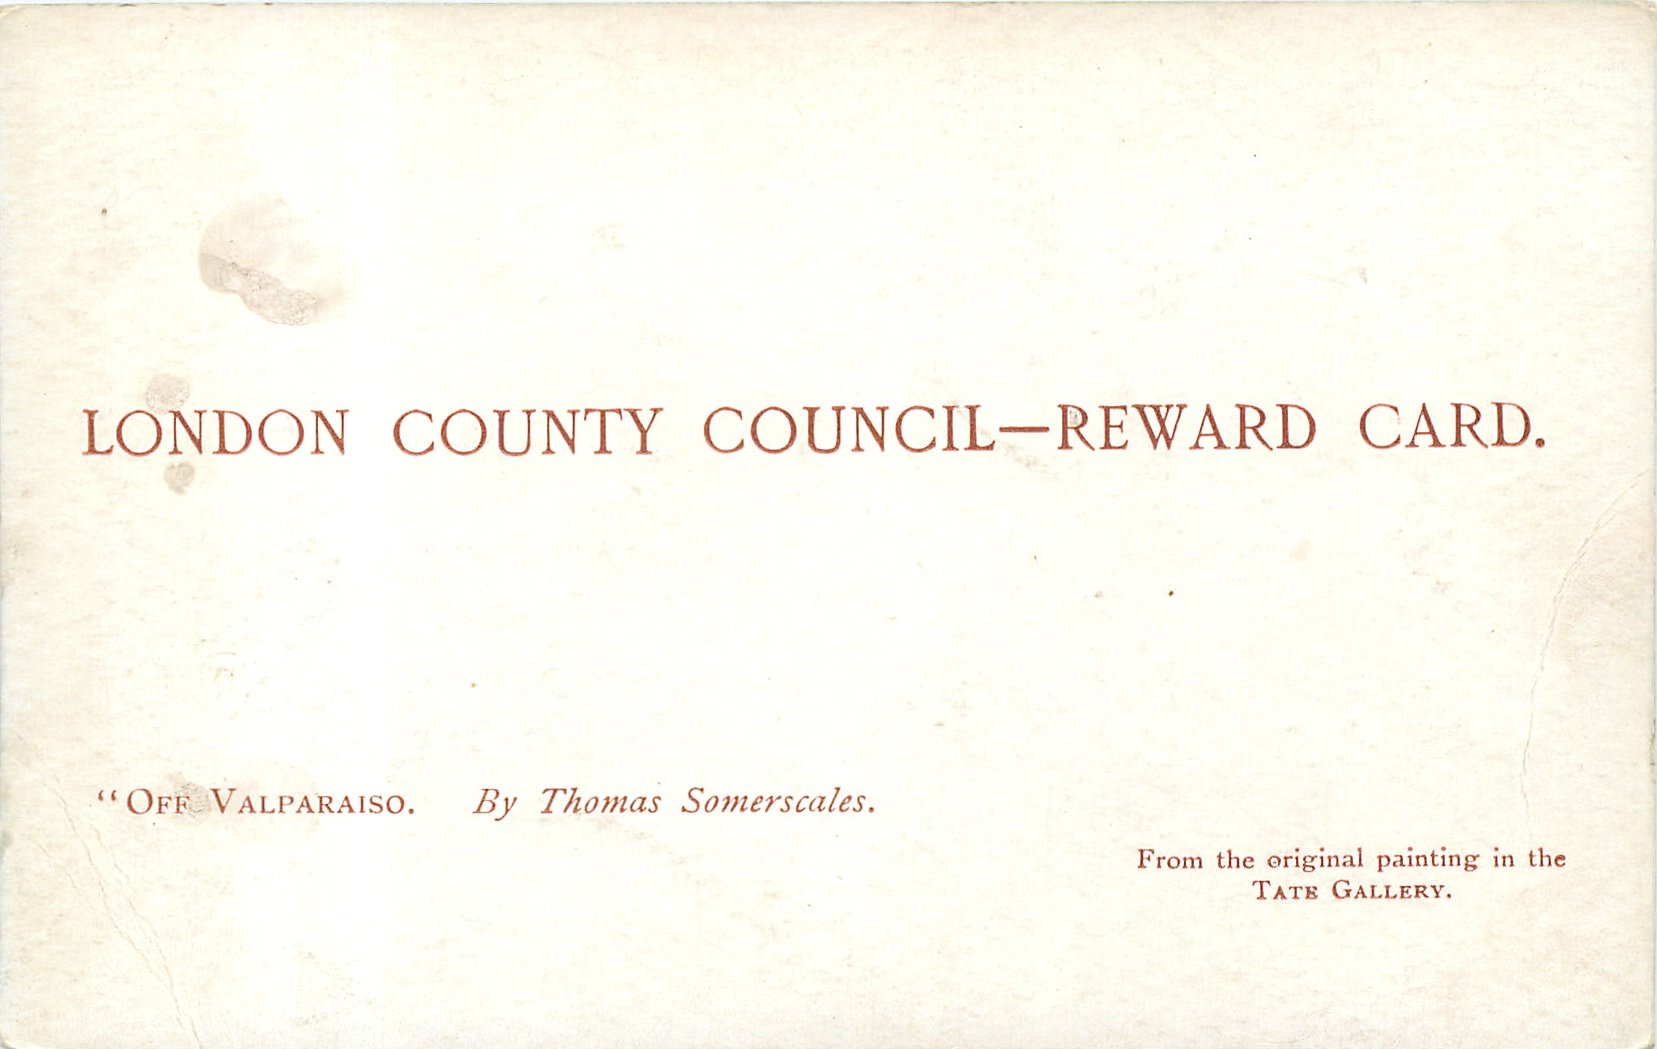 LONDON COUNTY COUNCIL—REWARD CARD.
“OFF VALPARAISO. By Thomas Somerscales.
From the original painting in the
TATE GALLERY.